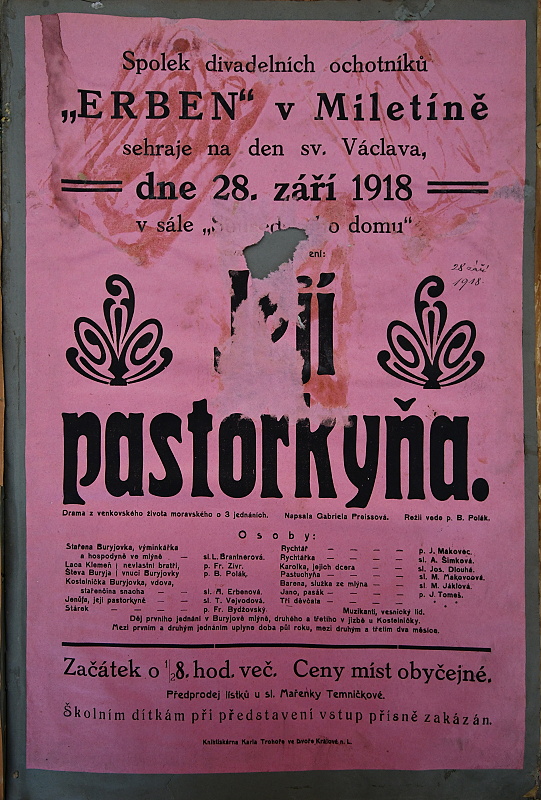 Spolek divadelních ochotníků
„ERBEN“ v Miletíně
sehraje na den sv. Václava,
dne 28. září 1918
v sále „ domu“
28 září
1918
Její
pastorkyňa.
Drama z venkovského života moravského o 3 jednáních. Napsala Gabriela Preissová. Režii vede p. B. Polák.
Osoby:
Stařena Buryjovka, výminkářka
a hospodyně ve mlýně — sl. L. Brantnerová.
Laca Klemeň | nevlastní bratři, p. Fr. Zivr.
Števa Buryja | vnuci Buryjovky p. B. Polák.
Kostelnička Buryjovka, vdova,
stařenčina snacha — sl. A. Erbenová.
Jenůfa, její pastorkyně — sl. T. Vejvodová.
Stárek — — — p. Fr. Bydžovský.
Rychtář — — — — p. J. Makovec.
Rychtářka — — — — sl. A. Šimková.
Karolka, jejich dcera — — sl. Jos. Dlouhá.
Pastuchyňa — — — — sl. M. Makovcová.
Barena, služka ze mlýna — — sl. M. Jáklová.
Jano, pasák — — — — p. J. Tomeš.
Tři děvčata — — — — * * *
Muzikanti, vesnický lid.
Děj prvního jednání v Buryjově mlýně, druhého a třetího v jizbě u Kostelničky.
Mezi prvním a druhým jednáním uplyne doba půl roku, mezi druhým a třetím dva měsíce.
Začátek o ½8. hod. več. Ceny míst obyčejné.
Předprodej lístků u sl. Mařenky Temničkové.
Školním dítkám při představení vstup přísně zakázán.
Knihtiskárna Karla Trohoře ve Dvoře Králové n. L.